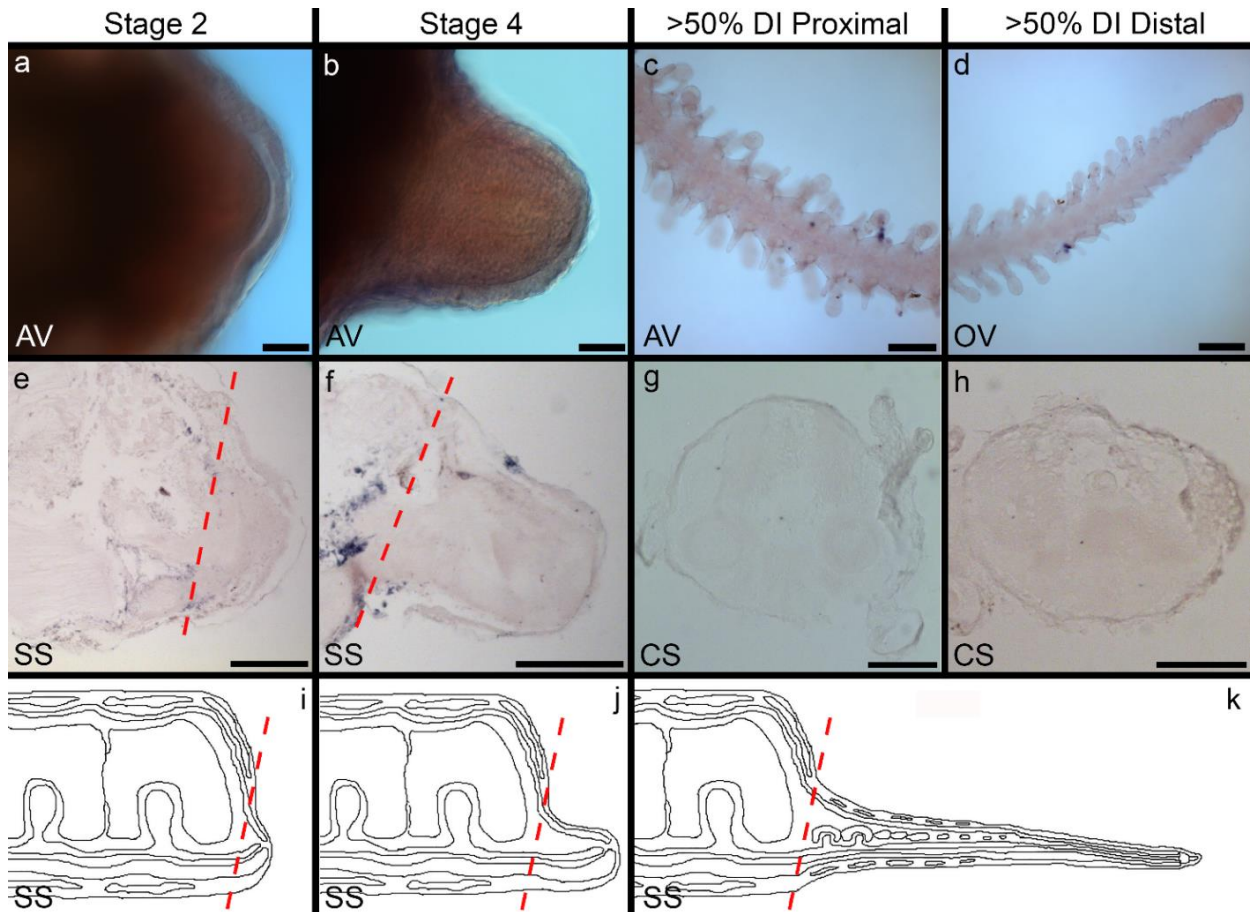 Stage 2
Stage 4
>50% DI Proximal
>50% DI Distal
a
AV
b
AV
c
AV
d
OV
e
SS
f
SS
g
CS
h
CS
i
SS
j
SS
k
SS